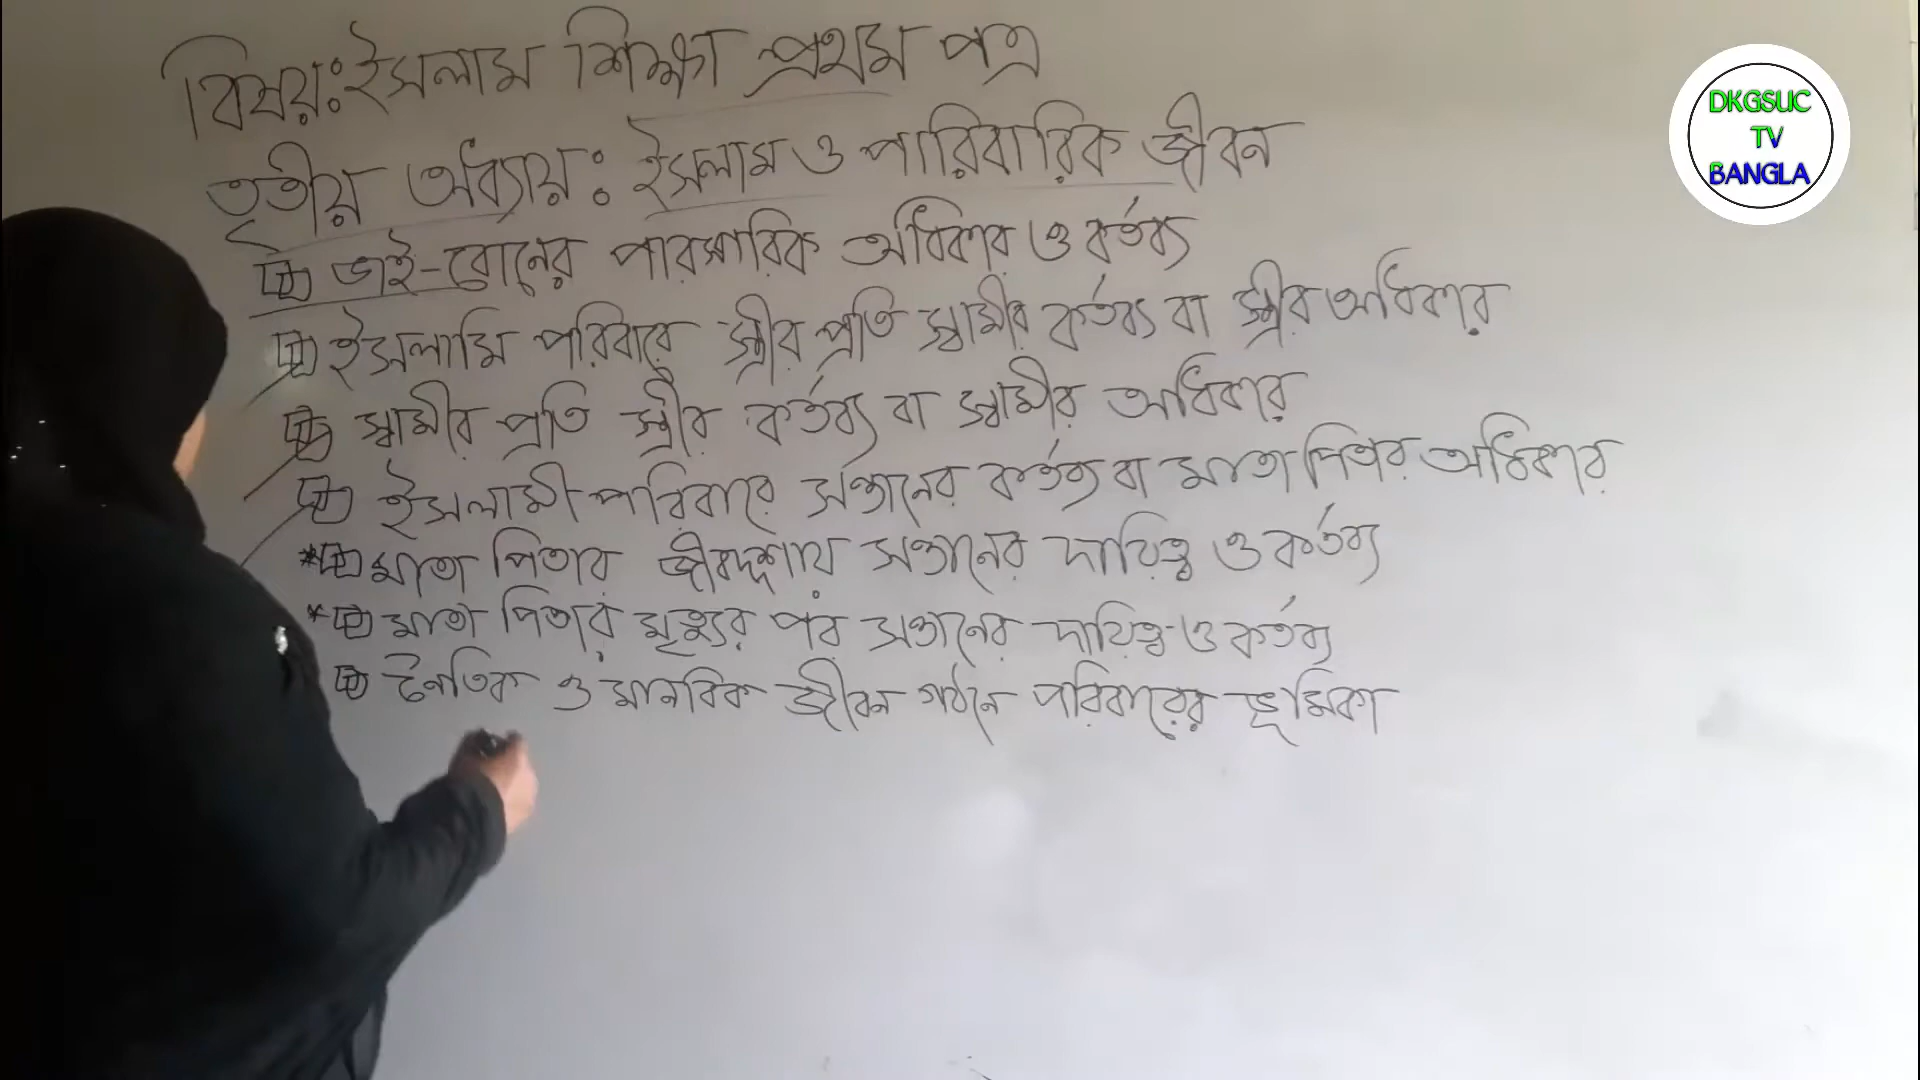 বিষয়ঃ ইসলাম শিক্ষা প্রথম পত্র
তৃতীয় অধ্যায়ঃ ইসলাম ও পারিবারিক জীবন
ভাই-বোনের পারস্পারিক অধিকার ও কর্তব্য
ইসলামি পরিবারে স্ত্রীর প্রতি স্বামীর কর্তব্য বা স্ত্রীর অধিকার
স্বামীর প্রতি স্ত্রীর কর্তব্য বা স্বামীর অধিকার
ইসলামী পরিবারে সন্তানের কর্তব্য বা মাতা পিতার অধিকার
* মাতা পিতার জীবদ্দশায় সন্তানের দায়িত্ব ও কর্তব্য
* মাতা পিতার মৃত্যুর পর সন্তানের দায়িত্ব ও কর্তব্য
নৈতিক ও মানবিক জীবন গঠনে পরিবারের ভূমিকা
DKGSUC
TV
BANGLA